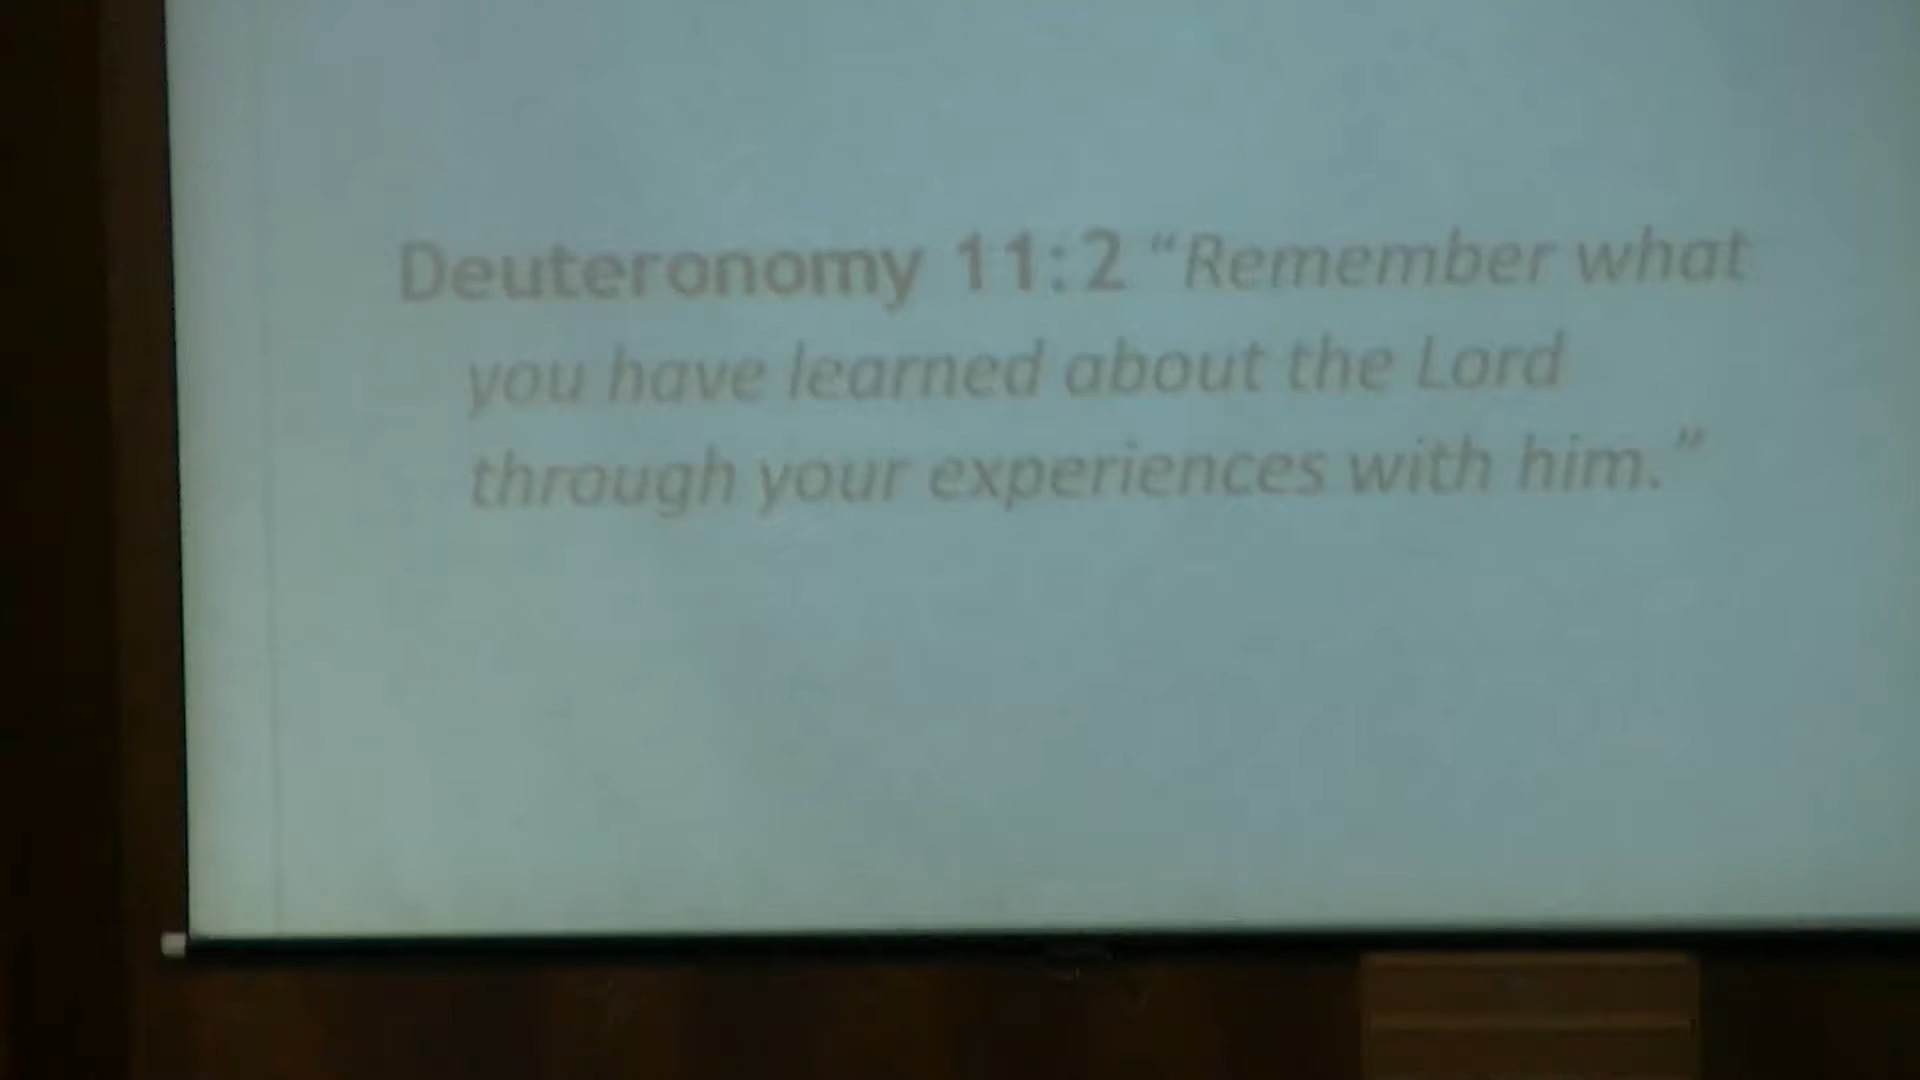 Deuteronomy 11:2 “Remember what
you have learned about the Lord
through your experiences with him.”